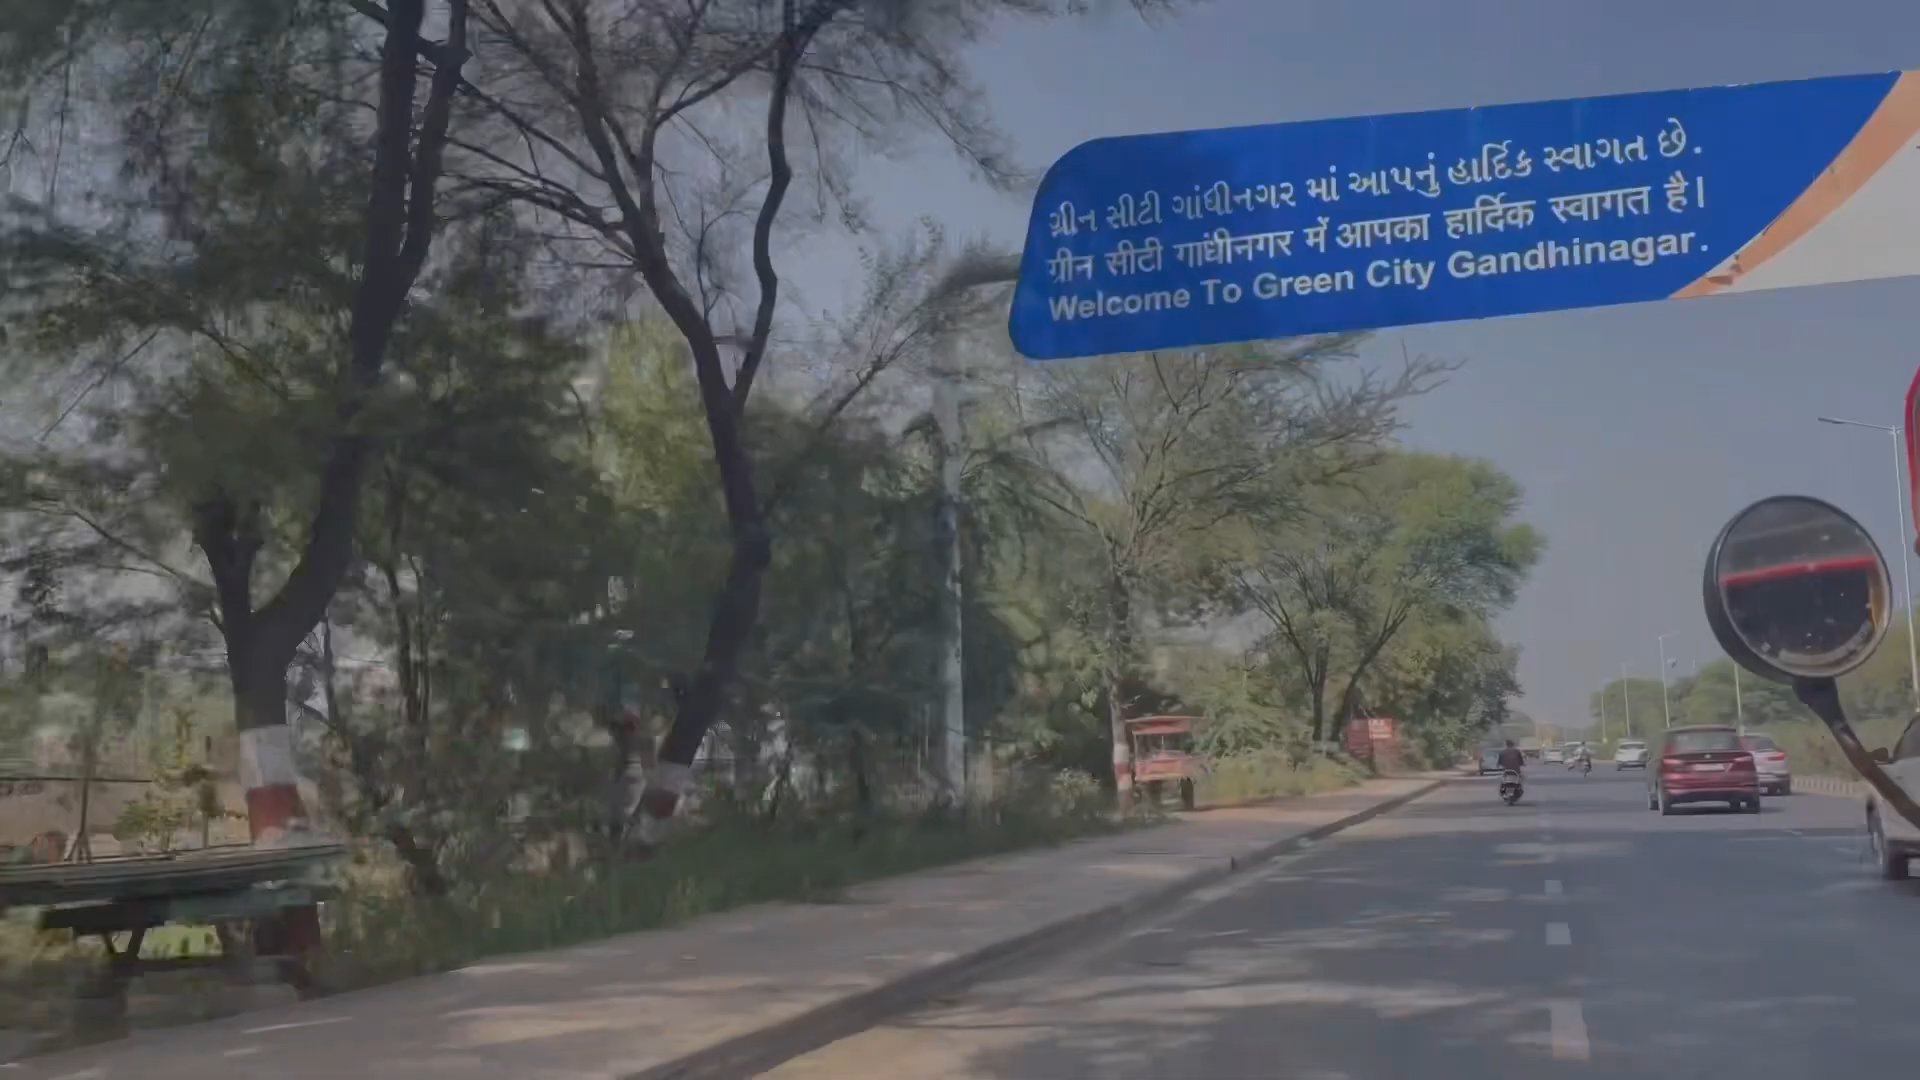 ગ્રીન સીટી ગાંધીનગર માં આપનું હાર્દિક સ્વાગત છે.
ग्रीन सीटी गांधीनगर में आपका हार्दिक स्वागत है।
Welcome To Green City Gandhinagar.